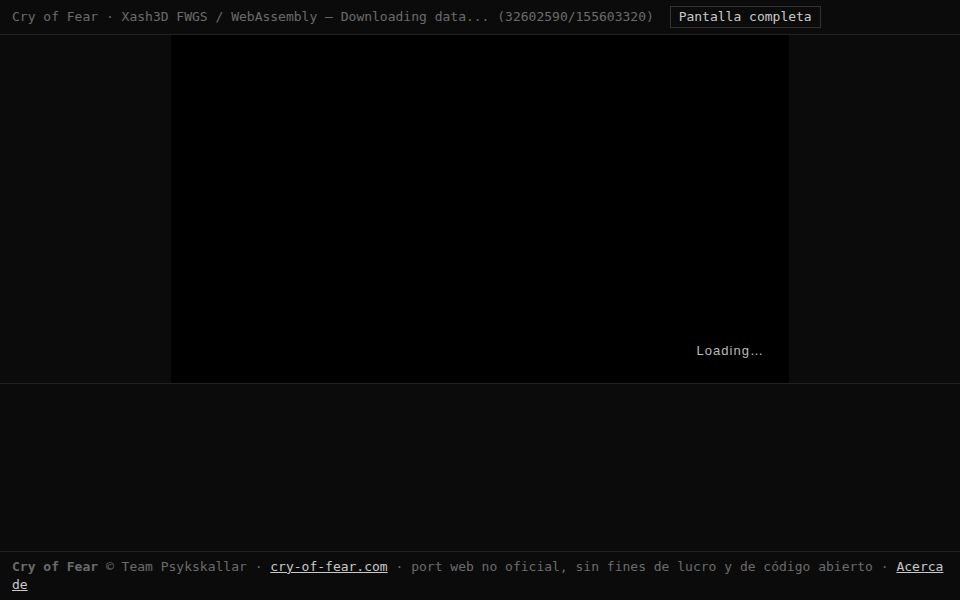 Cry of Fear · Xash3D FWGS / WebAssembly — Downloading data... (32602590/155603320) Pantalla completa
Loading...
Cry of Fear © Team Psykskallar · cry-of-fear.com · port web no oficial, sin fines de lucro y de código abierto · Acerca
de